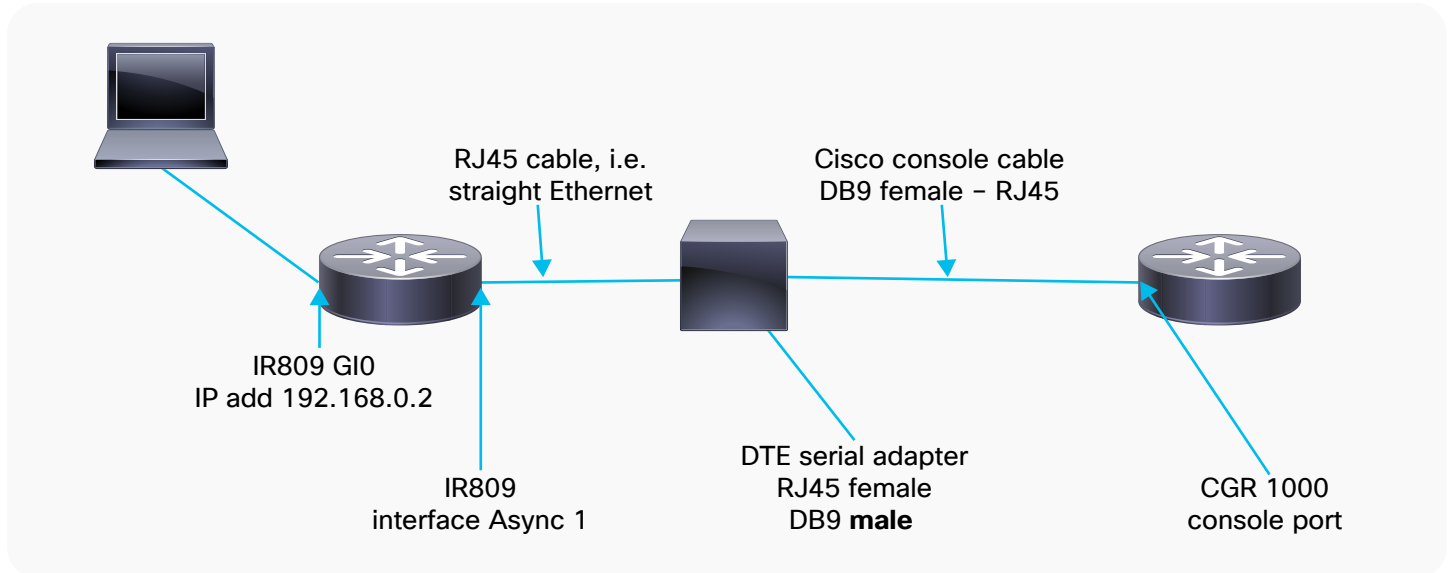 RJ45 cable, i.e.
straight Ethernet
Cisco console cable
DB9 female – RJ45
IR809 GI0
IP add 192.168.0.2
IR809
interface Async 1
DTE serial adapter
RJ45 female
DB9 male
CGR 1000
console port